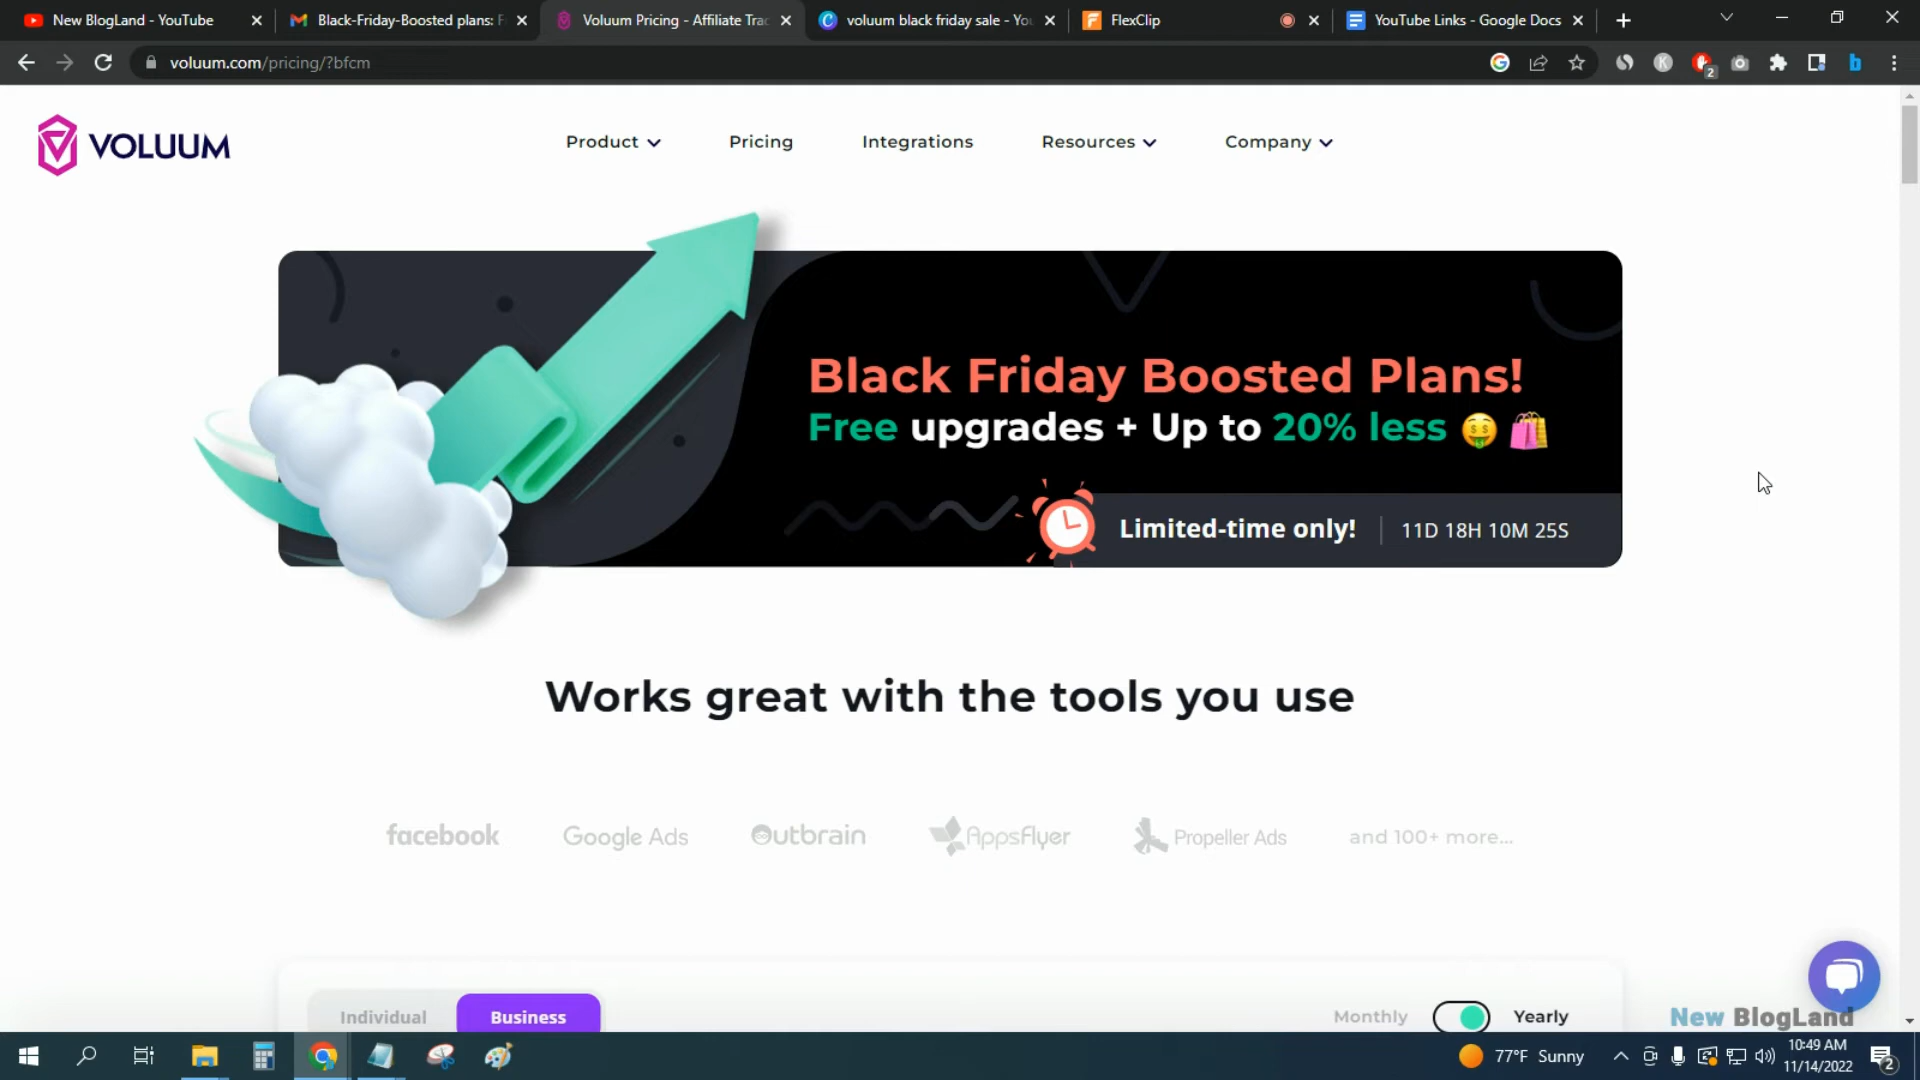 New BlogLand - YouTube
Black-Friday-Boosted plans: F
Voluum Pricing - Affiliate Trac
voluum black friday sale - You
FlexClip
YouTube Links - Google Docs
voluum.com/pricing/?bfcm
2
VOLUUM
Product
Pricing
Integrations
Resources
Company
Black Friday Boosted Plans!
Free upgrades + Up to 20% less
Limited-time only!
11D 18H 10M 25S
Works great with the tools you use
facebook
Google Ads
Outbrain
AppsFlyer
Propeller Ads
and 100+ more...
Individual
Business
Monthly
Yearly
New BlogLand
77°F Sunny
10:49 AM
11/14/2022
2